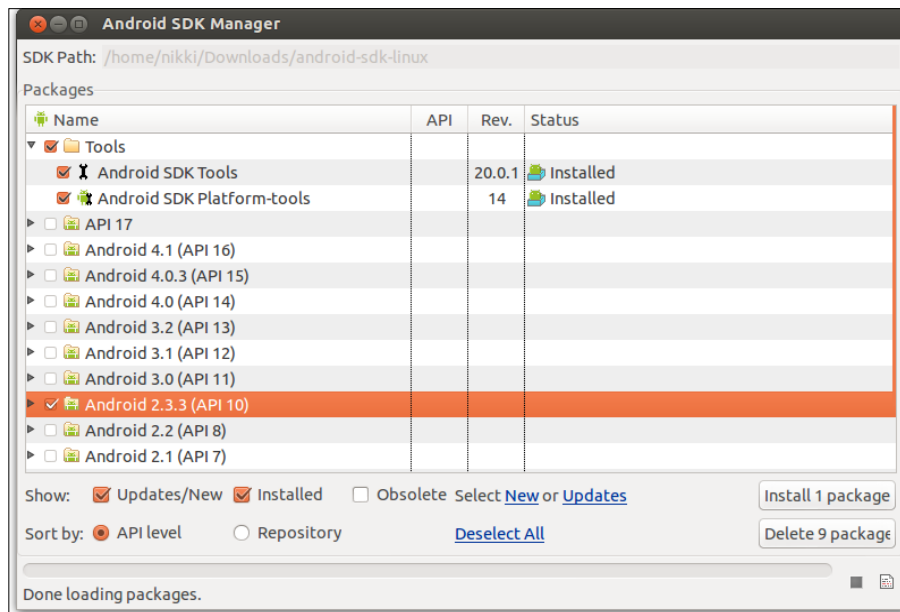 Android SDK Manager
SDK Path: /home/nikki/Downloads/android-sdk-linux
Packages
Name API Rev. Status
Tools
Android SDK Tools 20.0.1 Installed
Android SDK Platform-tools 14 Installed
API 17
Android 4.1 (API 16)
Android 4.0.3 (API 15)
Android 4.0 (API 14)
Android 3.2 (API 13)
Android 3.1 (API 12)
Android 3.0 (API 11)
Android 2.3.3 (API 10)
Android 2.2 (API 8)
Android 2.1 (API 7)
Show: Updates/New Installed Obsolete Select New or Updates Install 1 package
Sort by: API level Repository Deselect All Delete 9 package
Done loading packages.